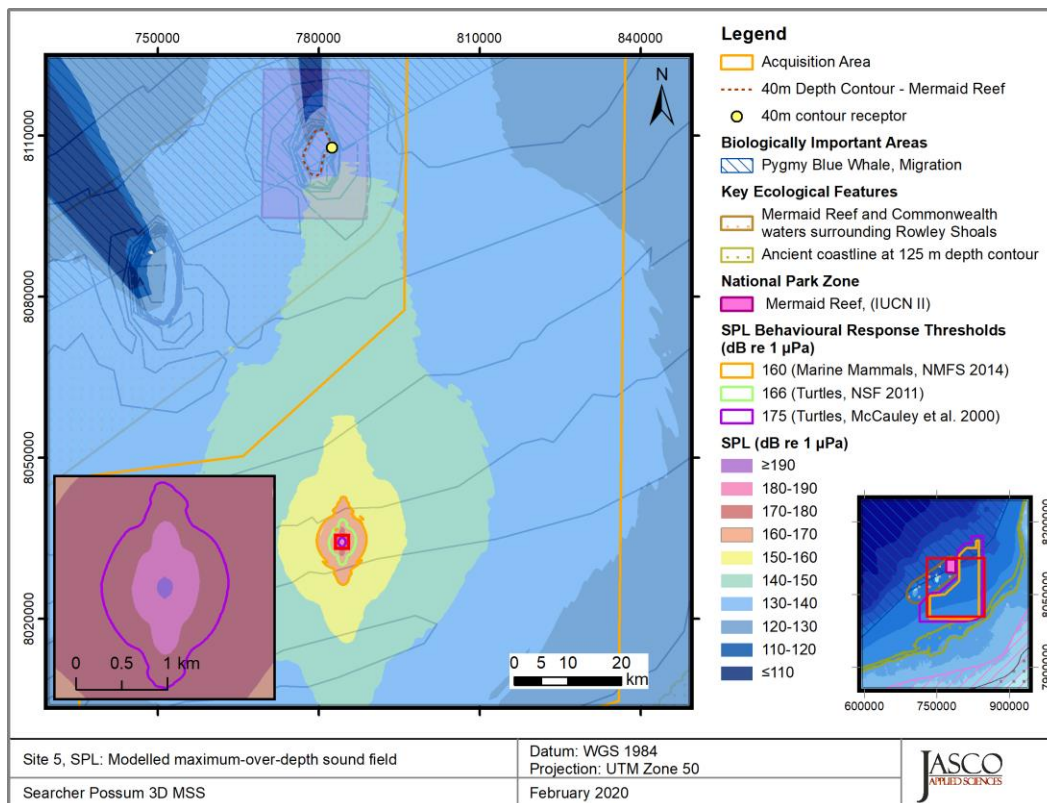 750000 780000 810000 840000
8110000
8080000
8050000
8020000
N
0 0.5 1 km
0 5 10 20
km
Legend
Acquisition Area
40m Depth Contour - Mermaid Reef
40m contour receptor
Biologically Important Areas
Pygmy Blue Whale, Migration
Key Ecological Features
Mermaid Reef and Commonwealth
waters surrounding Rowley Shoals
Ancient coastline at 125 m depth contour
National Park Zone
Mermaid Reef, (IUCN II)
SPL Behavioural Response Thresholds
(dB re 1 µPa)
160 (Marine Mammals, NMFS 2014)
166 (Turtles, NSF 2011)
175 (Turtles, McCauley et al. 2000)
SPL (dB re 1 µPa)
≥190
180-190
170-180
160-170
150-160
140-150
130-140
120-130
110-120
≤110
8200000
8050000
7900000
600000 750000 900000
Site 5, SPL: Modelled maximum-over-depth sound field
Datum: WGS 1984
Projection: UTM Zone 50
Searcher Possum 3D MSS
February 2020
JASCO
APPLIED SCIENCES